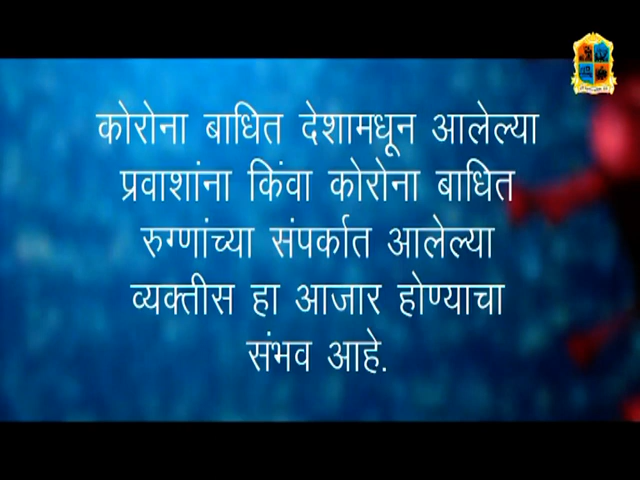 कोरोना बाधित देशामधून आलेल्या
प्रवाशांना किंवा कोरोना बाधित
रुग्णांच्या संपर्कात आलेल्या
व्यक्तीस हा आजार होण्याचा
संभव आहे.